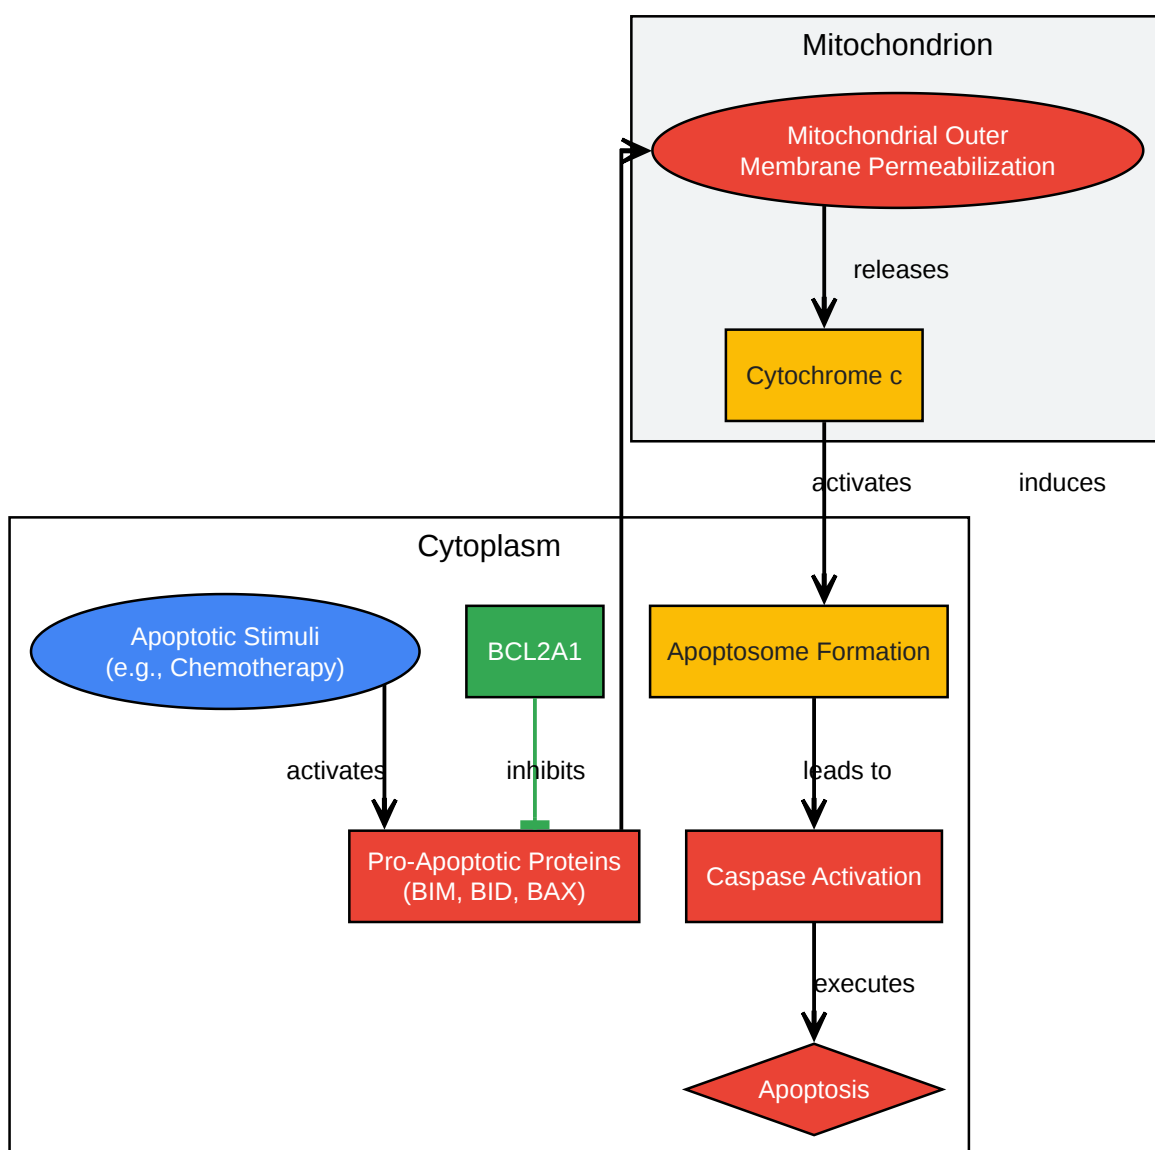 Mitochondrion
Mitochondrial Outer
Membrane Permeabilization
releases
Cytochrome c
activates
induces
Cytoplasm
Apoptotic Stimuli
(e.g., Chemotherapy)
BCL2A1
Apoptosome Formation
activates
inhibits
leads to
Pro-Apoptotic Proteins
(BIM, BID, BAX)
Caspase Activation
executes
Apoptosis